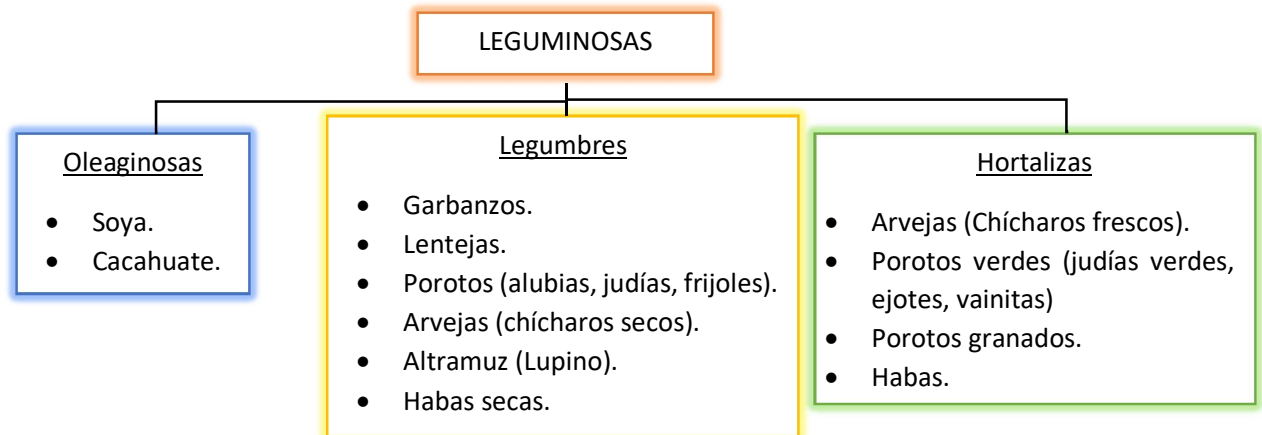 LEGUMINOSAS
Oleaginosas
• Soya.
• Cacahuate.
Legumbres
• Garbanzos.
• Lentejas.
• Porotos (alubias, judías, frijoles).
• Arvejas (chícharos secos).
• Altramuz (Lupino).
• Habas secas.
Hortalizas
• Arvejas (Chícharos frescos).
• Porotos verdes (judías verdes,
ejotes, vainitas)
• Porotos granados.
• Habas.